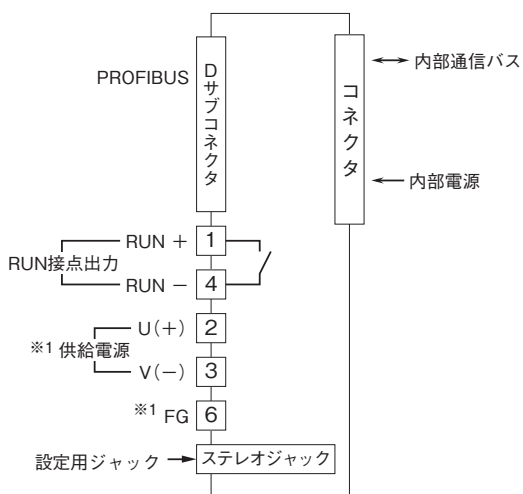 PROFIBUS
Dサブコネクタ
コネクタ
内部通信バス
内部電源
RUN接点出力
RUN +
1
RUN −
4
※1 供給電源
U(+)
2
V(−)
3
※1 FG
6
設定用ジャック
ステレオジャック